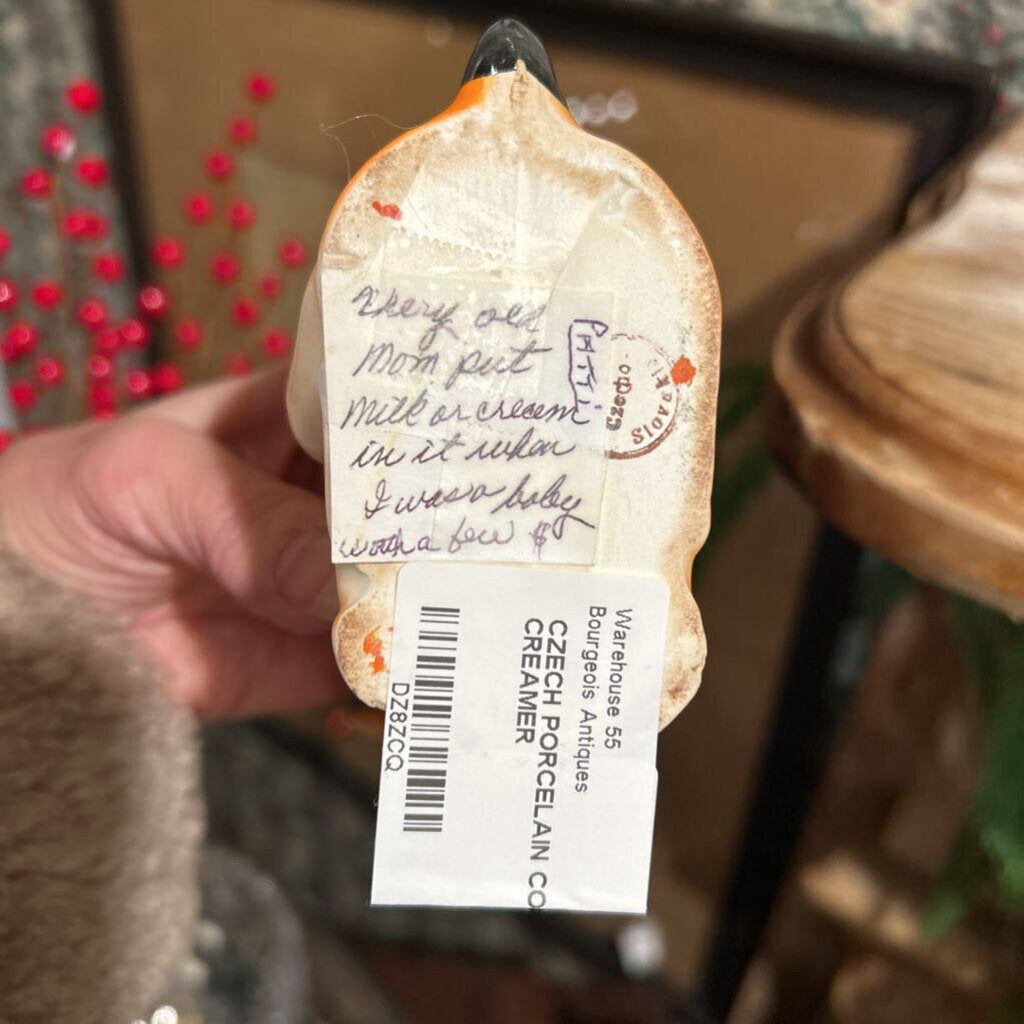 Very old
Mom put
milk or cream
in it when
I was a baby
worth a few $
PATTI
Czecho
Slovakia
Warehouse 55
Bourgeois Antiques
CZECH PORCELAIN CO
CREAMER
DZ8ZCQ